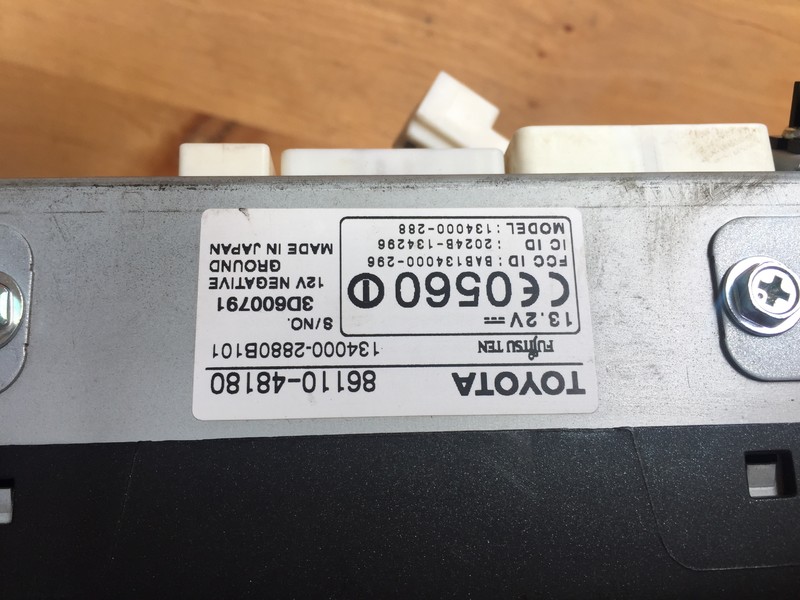 TOYOTA 86110-48180
FUJITSU TEN 134000-2880B101
13.2V
CE0560
FCC ID : BAB134000-296
IC ID : 2024B-134296
MODEL : 134000-288
S/NO.
3D600791
12V NEGATIVE
GROUND
MADE IN JAPAN